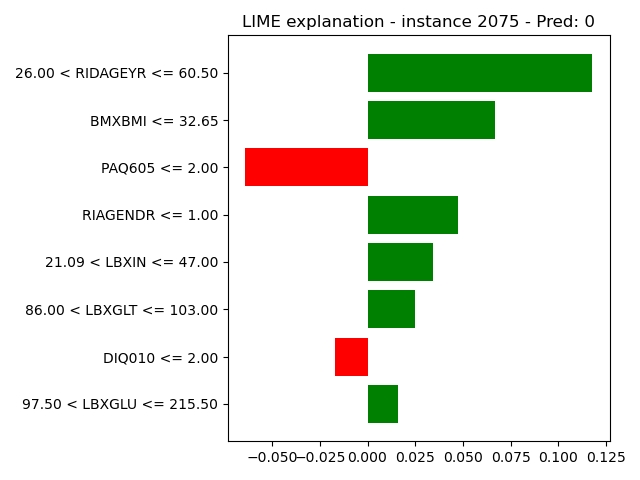 LIME explanation - instance 2075 - Pred: 0
26.00 < RIDAGEYR <= 60.50
BMXBMI <= 32.65
PAQ605 <= 2.00
RIAGENDR <= 1.00
21.09 < LBXIN <= 47.00
86.00 < LBXGLT <= 103.00
DIQ010 <= 2.00
97.50 < LBXGLU <= 215.50
−0.050 −0.025 0.000 0.025 0.050 0.075 0.100 0.125